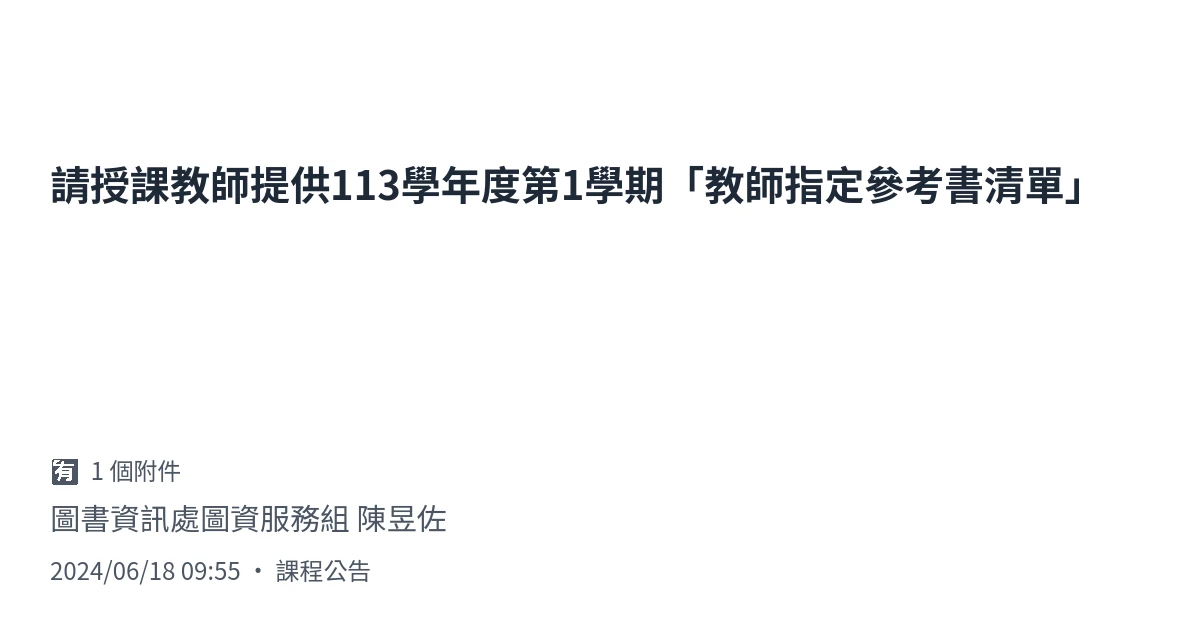 請授課教師提供113學年度第1學期「教師指定參考書清單」
有 1 個附件
圖書資訊處圖資服務組 陳昱佐
2024/06/18 09:55 ・ 課程公告